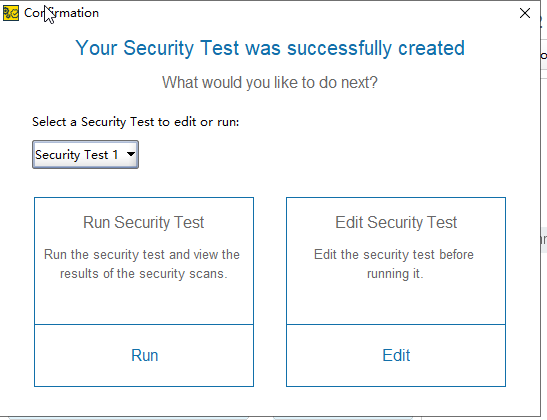 Confirmation
Your Security Test was successfully created
What would you like to do next?
Select a Security Test to edit or run:
Security Test 1
Run Security Test
Run the security test and view the
results of the security scans.
Run
Edit Security Test
Edit the security test before
running it.
Edit